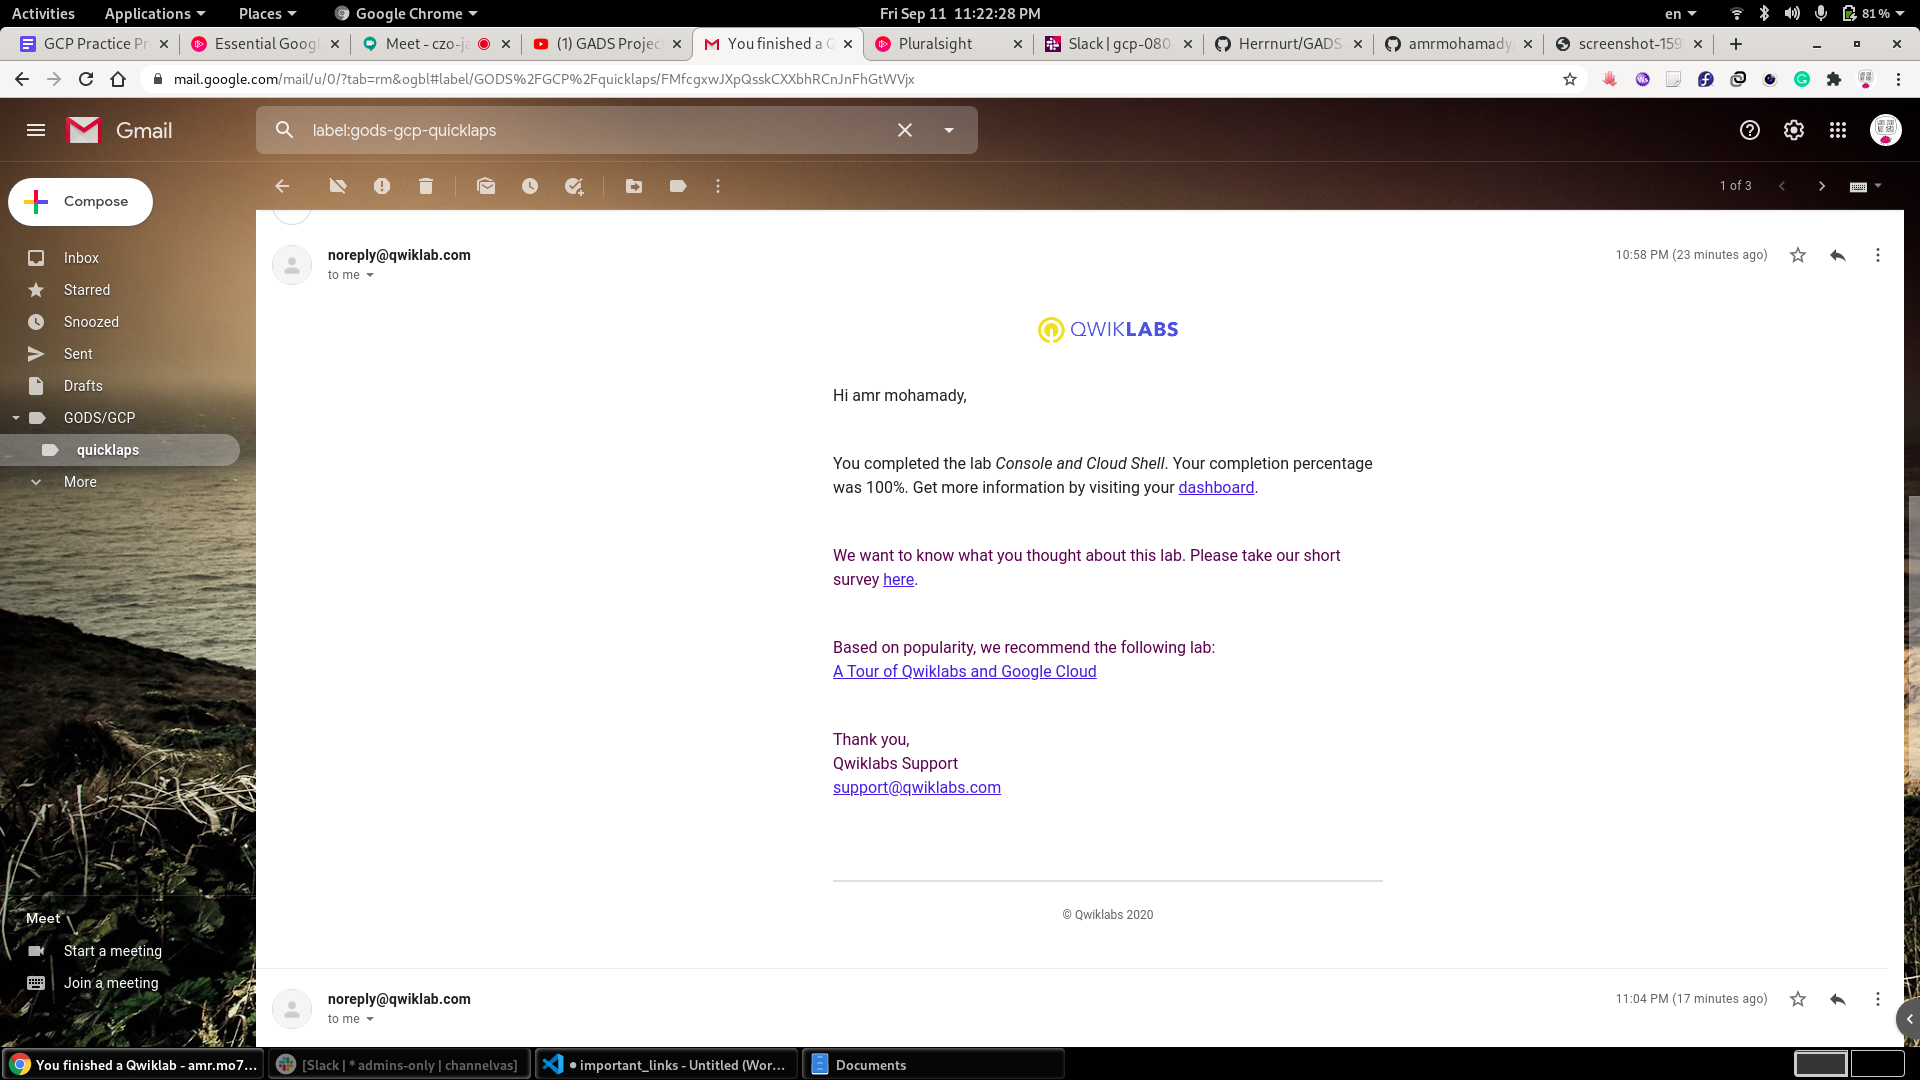 Activities Applications Places Google Chrome Fri Sep 11 11:22:28 PM en 81%
GCP Practice Pr Essential Googl Meet - czo-ja (1) GADS Projec You finished a Q Pluralsight Slack | gcp-080- Herrnurt/GADS amrmohamady/ screenshot-159
mail.google.com/mail/u/0/?tab=rm&ogbl#label/GODS%2FGCP%2Fquicklaps/FMfcgxwJXpQsskCXXbhRCnJnFhGtWVjx
Gmail
label:gods-gcp-quicklaps
Compose
1 of 3
Inbox
Starred
Snoozed
Sent
Drafts
GODS/GCP
quicklaps
More
Meet
Start a meeting
Join a meeting
noreply@qwiklab.com
10:58 PM (23 minutes ago)
to me
QWIKLABS
Hi amr mohamady,
You completed the lab Console and Cloud Shell. Your completion percentage
was 100%. Get more information by visiting your dashboard.
We want to know what you thought about this lab. Please take our short
survey here.
Based on popularity, we recommend the following lab:
A Tour of Qwiklabs and Google Cloud
Thank you,
Qwiklabs Support
support@qwiklabs.com
© Qwiklabs 2020
noreply@qwiklab.com
11:04 PM (17 minutes ago)
to me
You finished a Qwiklab - amr.mo7... [Slack | * admins-only | channelvas] ● important_links - Untitled (Wor... Documents